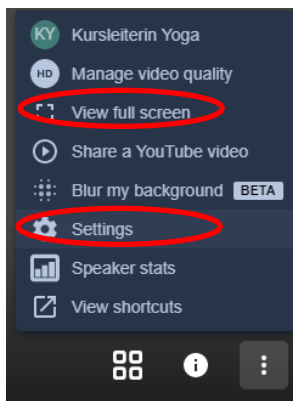 KY Kursleiterin Yoga
HD Manage video quality
View full screen
Share a YouTube video
Blur my background BETA
Settings
Speaker stats
View shortcuts